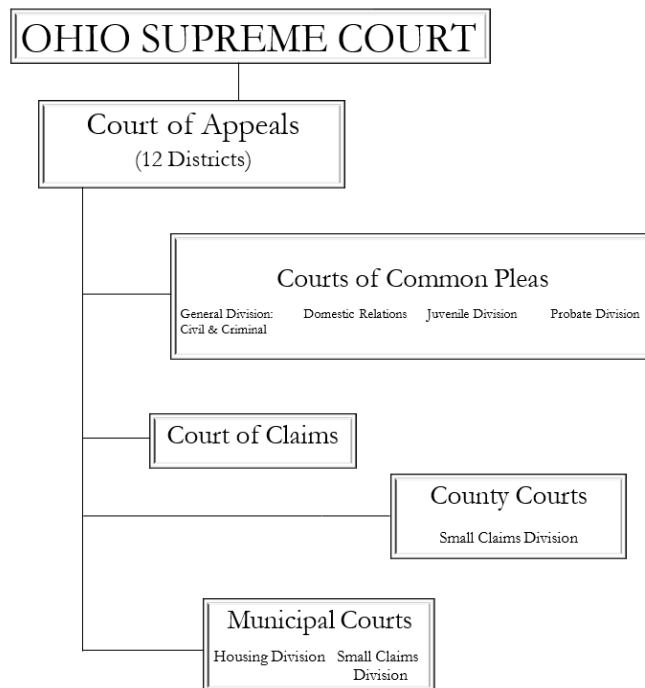 OHIO SUPREME COURT
Court of Appeals
(12 Districts)
Courts of Common Pleas
General Division: Domestic Relations Juvenile Division Probate Division
Civil & Criminal
Court of Claims
County Courts
Small Claims Division
Municipal Courts
Housing Division Small Claims
Division